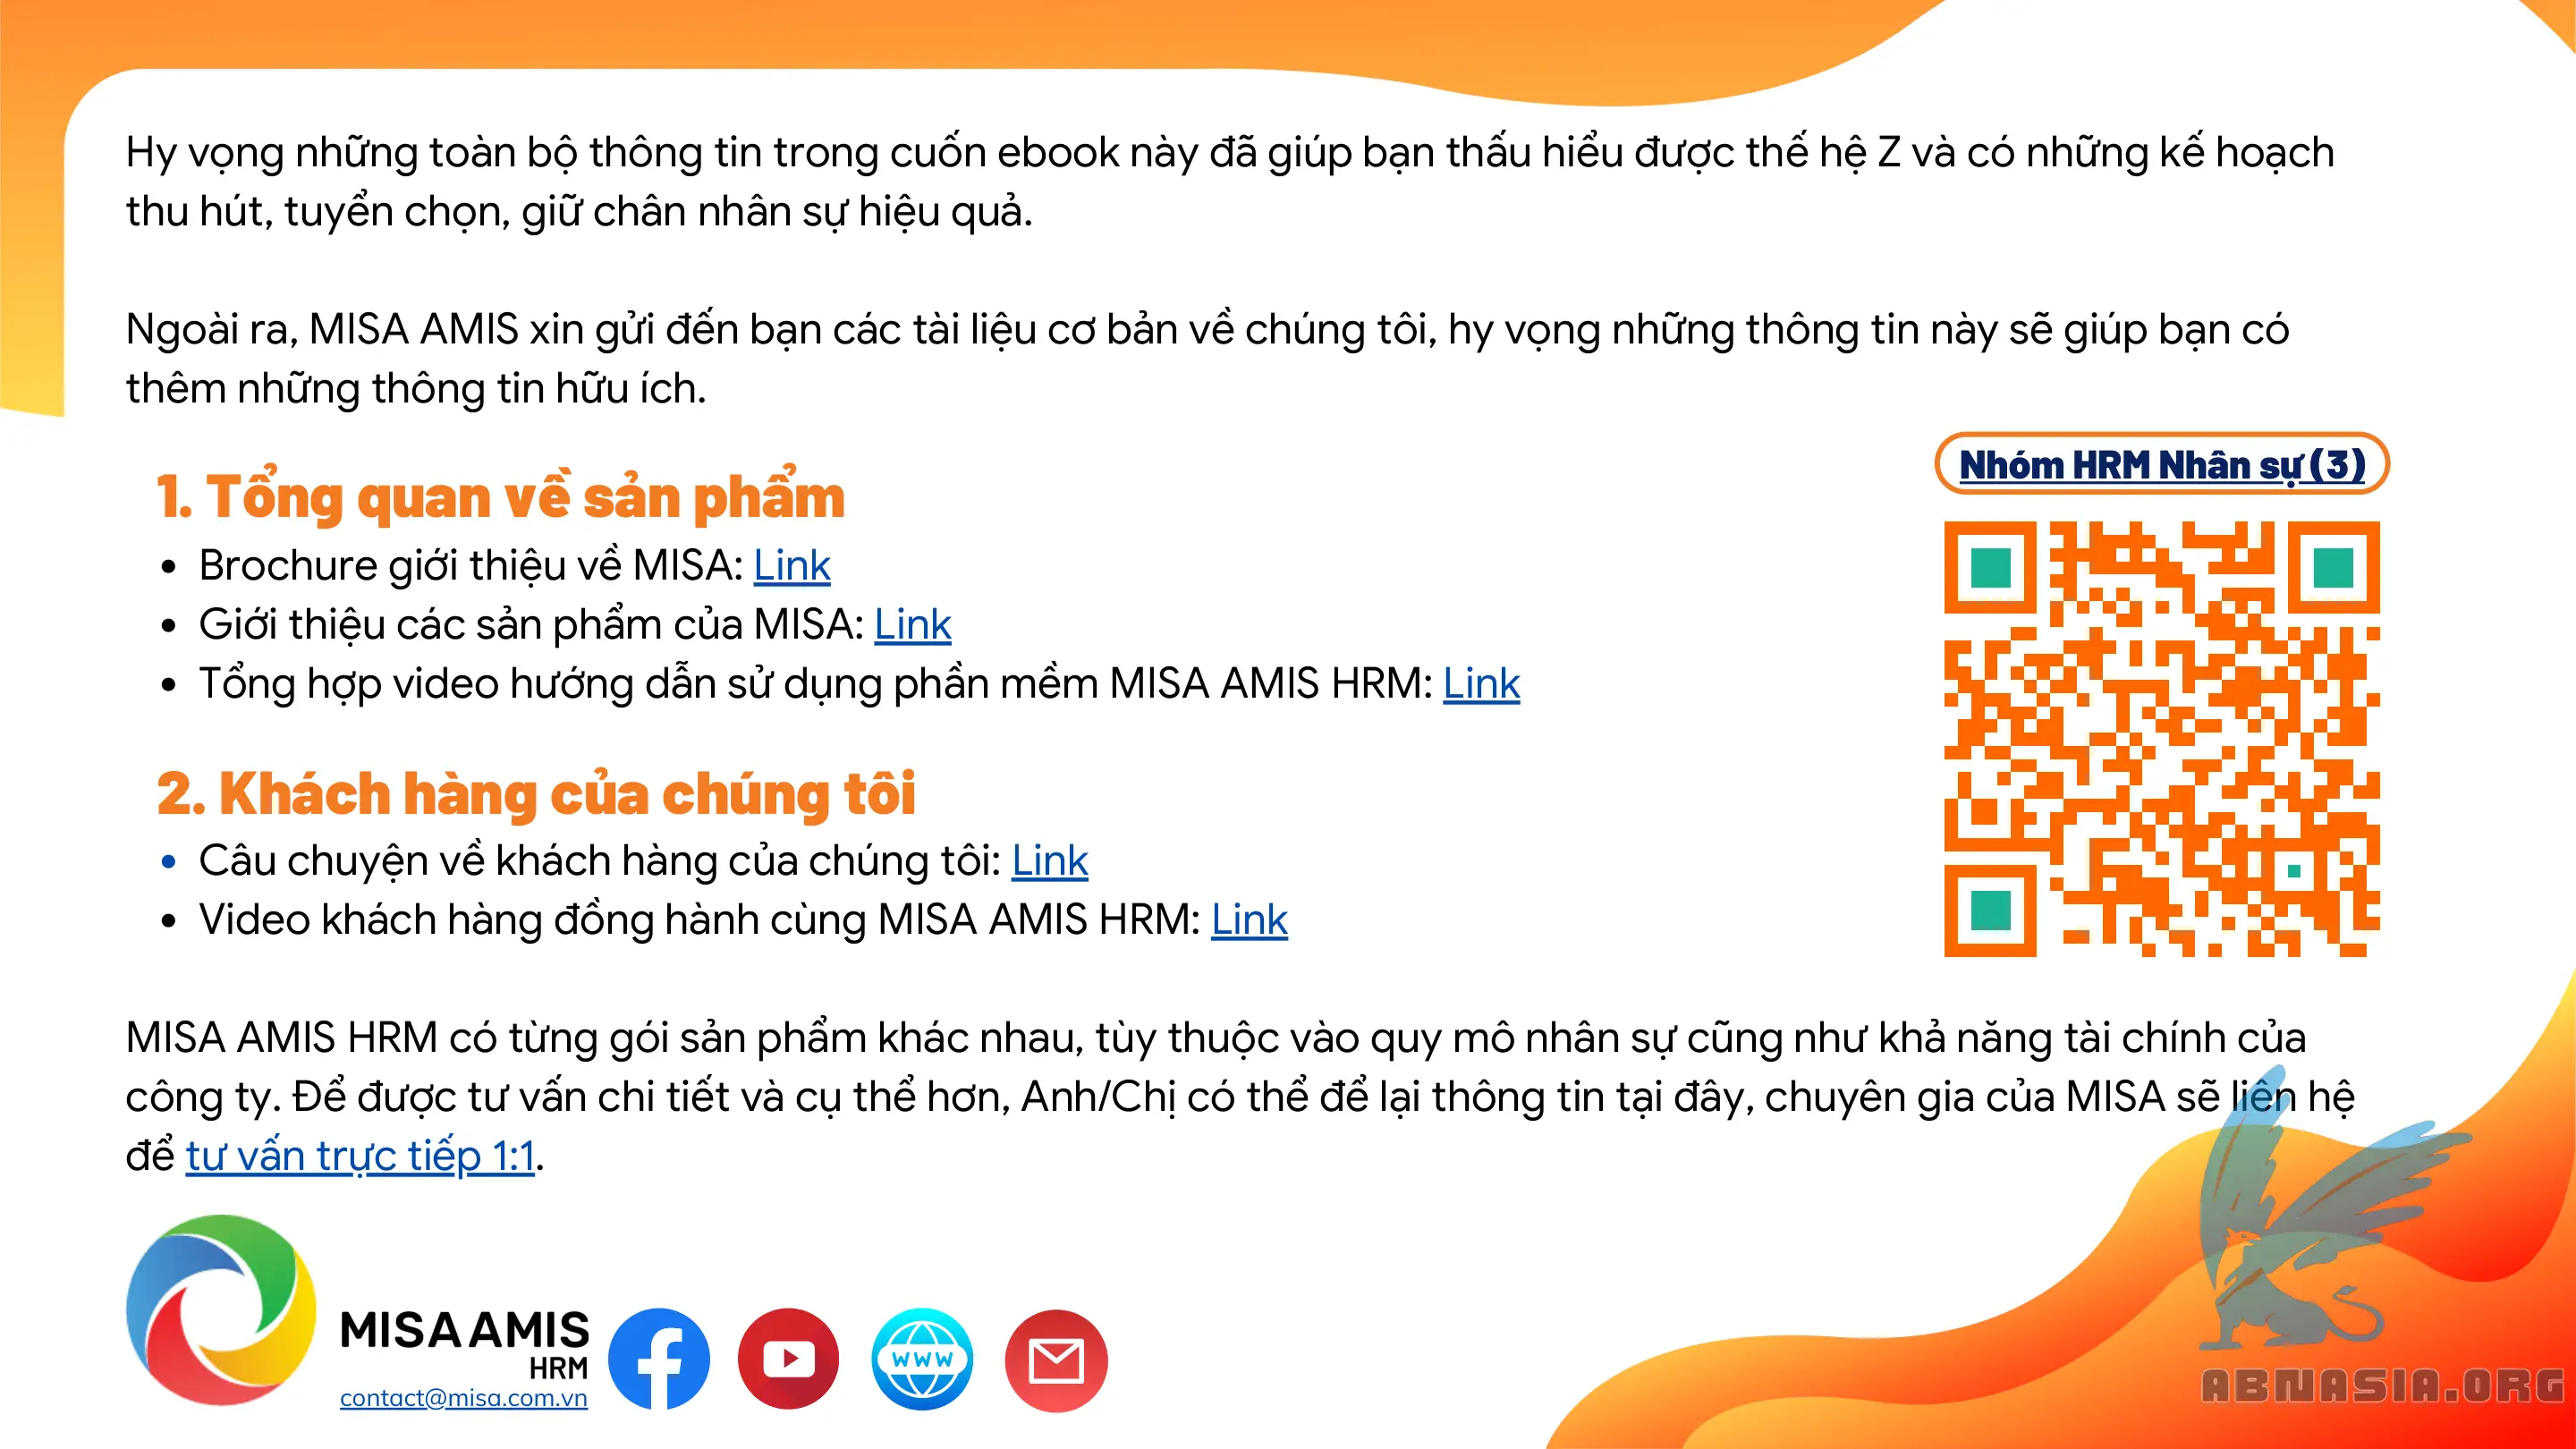 Hy vọng những toàn bộ thông tin trong cuốn ebook này đã giúp bạn thấu hiểu được thế hệ Z và có những kế hoạch
thu hút, tuyển chọn, giữ chân nhân sự hiệu quả.
Ngoài ra, MISA AMIS xin gửi đến bạn các tài liệu cơ bản về chúng tôi, hy vọng những thông tin này sẽ giúp bạn có
thêm những thông tin hữu ích.
1. Tổng quan về sản phẩm
• Brochure giới thiệu về MISA: Link
• Giới thiệu các sản phẩm của MISA: Link
• Tổng hợp video hướng dẫn sử dụng phần mềm MISA AMIS HRM: Link
Nhóm HRM Nhân sự (3)
2. Khách hàng của chúng tôi
• Câu chuyện về khách hàng của chúng tôi: Link
• Video khách hàng đồng hành cùng MISA AMIS HRM: Link
MISA AMIS HRM có từng gói sản phẩm khác nhau, tùy thuộc vào quy mô nhân sự cũng như khả năng tài chính của
công ty. Để được tư vấn chi tiết và cụ thể hơn, Anh/Chị có thể để lại thông tin tại đây, chuyên gia của MISA sẽ liên hệ
để tư vấn trực tiếp 1:1.
MISA AMIS
HRM
contact@misa.com.vn
www
ABNASIA.ORG